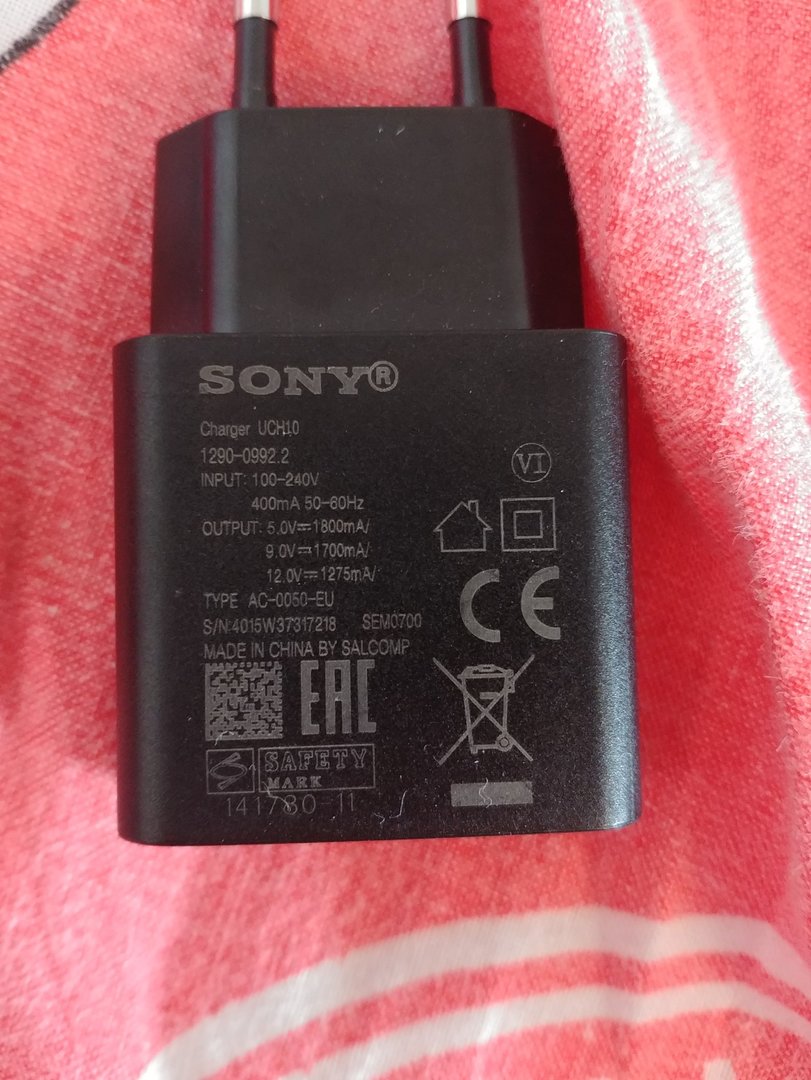 SONY®
Charger UCH10
1290-0992.2
INPUT: 100-240V
400mA 50-60Hz
OUTPUT: 5.0V⎓1800mA/
9.0V⎓1700mA/
12.0V⎓1275mA/
TYPE AC-0050-EU
S/N:4015W37317218 SEM0700
MADE IN CHINA BY SALCOMP
VI
CE
EAC
SAFETY
MARK
141780-11